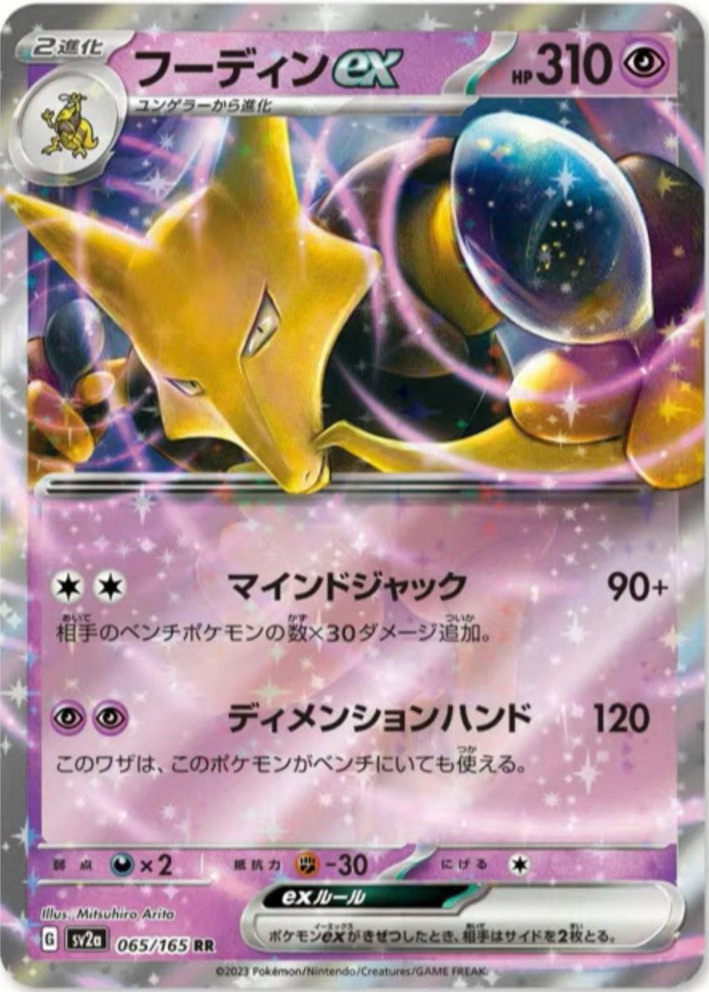 2進化
フーディンex HP310
ユンゲラーから進化
マインドジャック 90+
相手のベンチポケモンの数×30ダメージ追加。
ディメンションハンド 120
このワザは、このポケモンがベンチにいても使える。
弱点 ×2 抵抗力 -30 にげる
exルール
ポケモンexがきぜつしたとき、相手はサイドを2枚とる。
Illus. Mitsuhiro Arita
G sv2a 065/165 RR
©2023 Pokémon/Nintendo/Creatures/GAME FREAK.